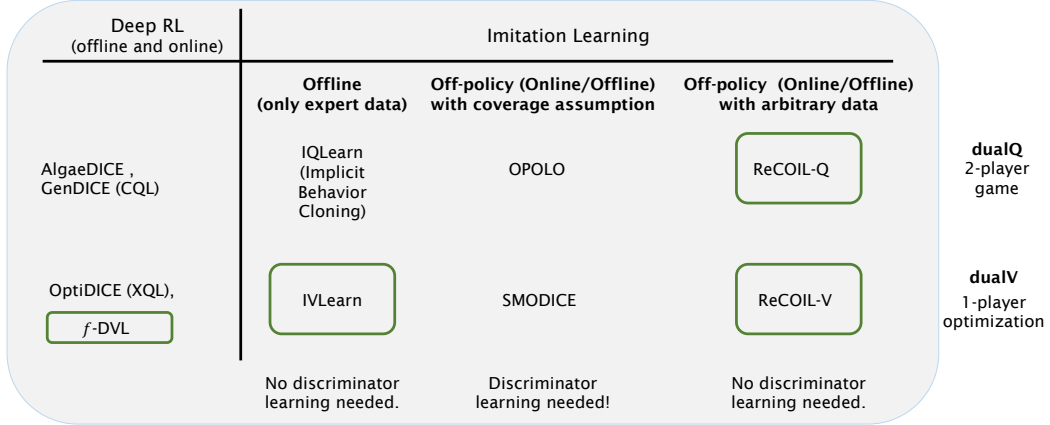 Deep RL
(offline and online)
Imitation Learning
Offline
(only expert data)
Off-policy (Online/Offline)
with coverage assumption
Off-policy (Online/Offline)
with arbitrary data
AlgaeDICE ,
GenDICE (CQL)
IQLearn
(Implicit
Behavior
Cloning)
OPOLO
ReCOIL-Q
dualQ
2-player
game
OptiDICE (XQL),
f-DVL
IVLearn
SMODICE
ReCOIL-V
dualV
1-player
optimization
No discriminator
learning needed.
Discriminator
learning needed!
No discriminator
learning needed.